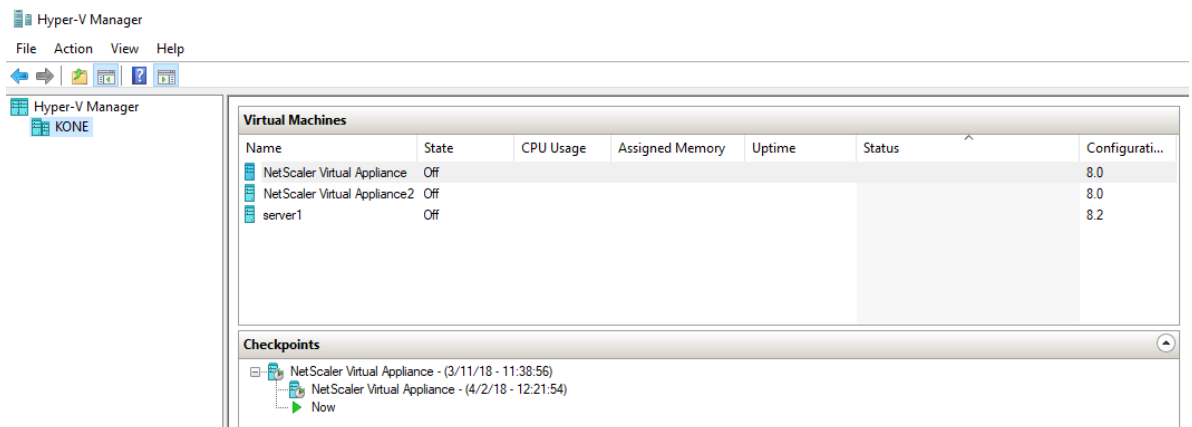 Hyper-V Manager
File Action View Help
Hyper-V Manager
KONE
Virtual Machines
Name State CPU Usage Assigned Memory Uptime Status Configurati...
NetScaler Virtual Appliance Off 8.0
NetScaler Virtual Appliance2 Off 8.0
server1 Off 8.2
Checkpoints
NetScaler Virtual Appliance - (3/11/18 - 11:38:56)
NetScaler Virtual Appliance - (4/2/18 - 12:21:54)
Now